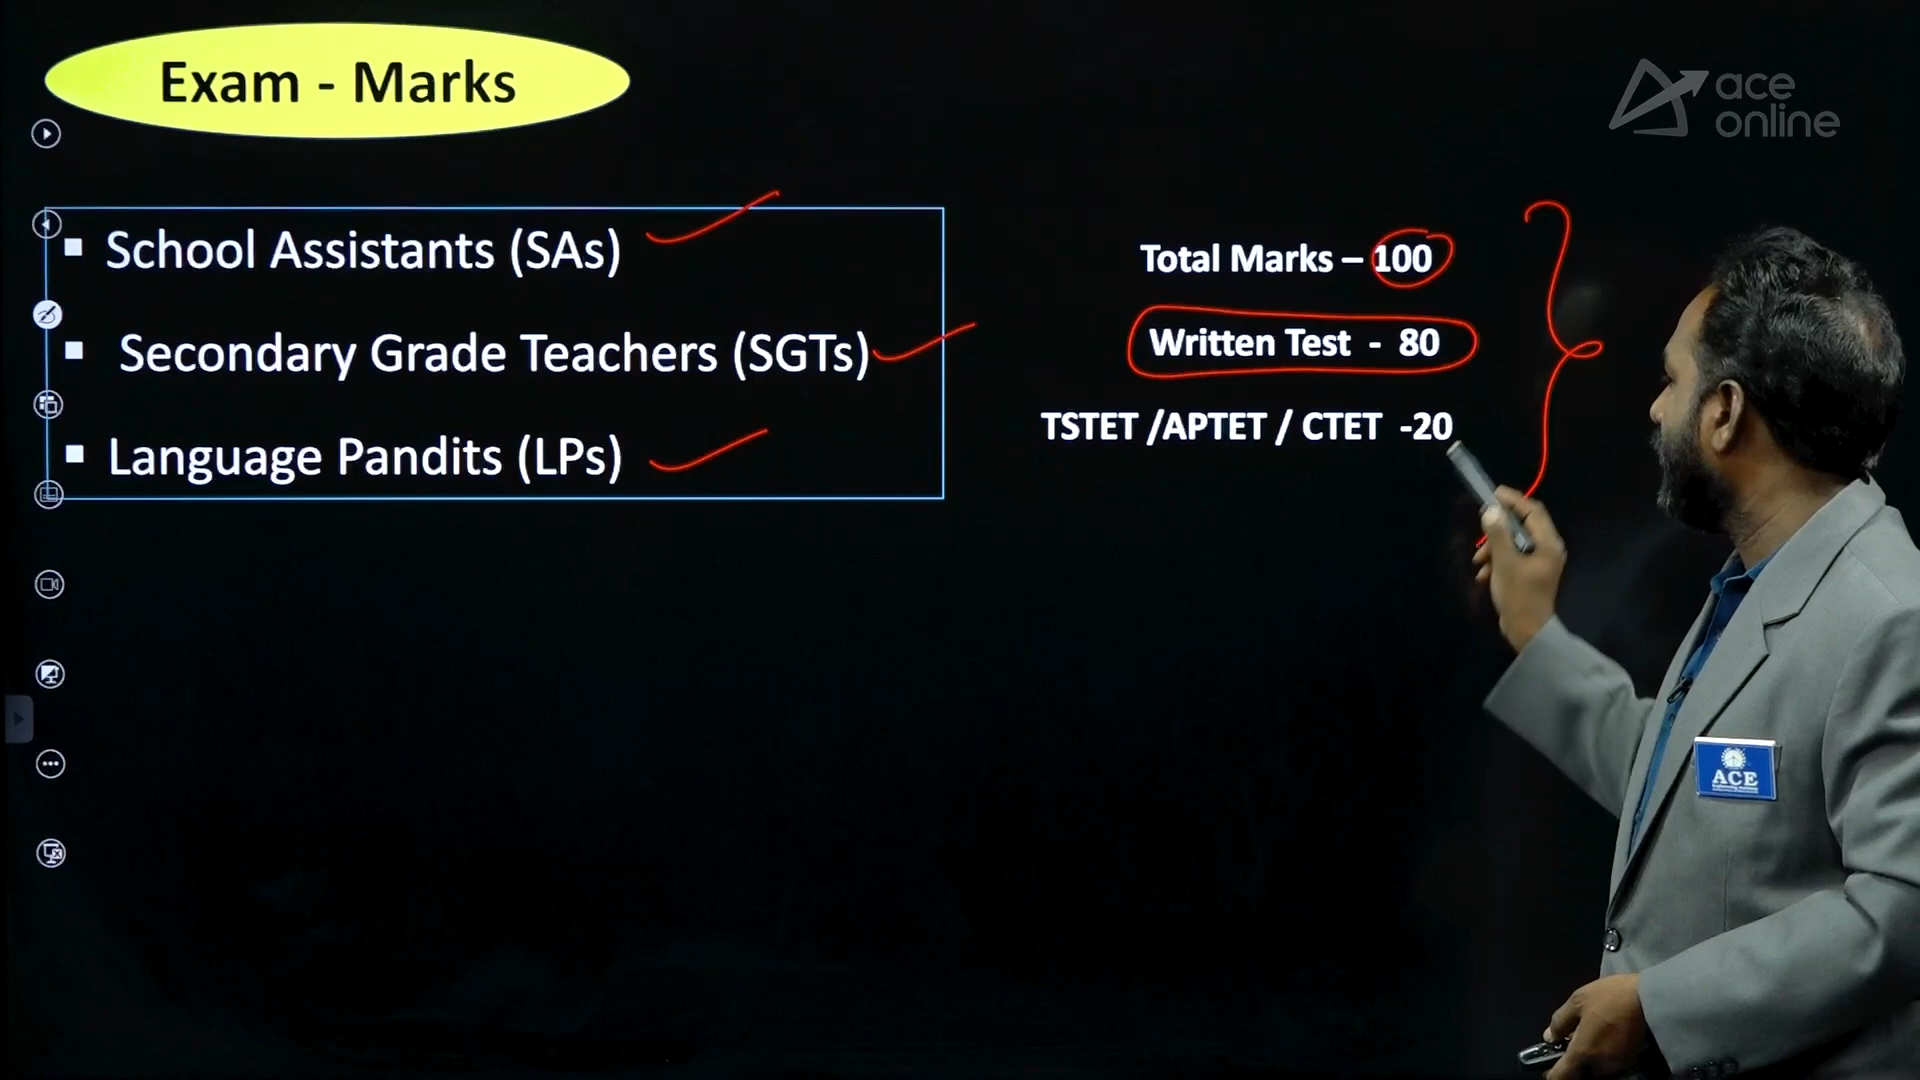 Exam - Marks
ace
online
School Assistants (SAs)
Secondary Grade Teachers (SGTs)
Language Pandits (LPs)
Total Marks – 100
Written Test - 80
TSTET /APTET / CTET -20
ACE